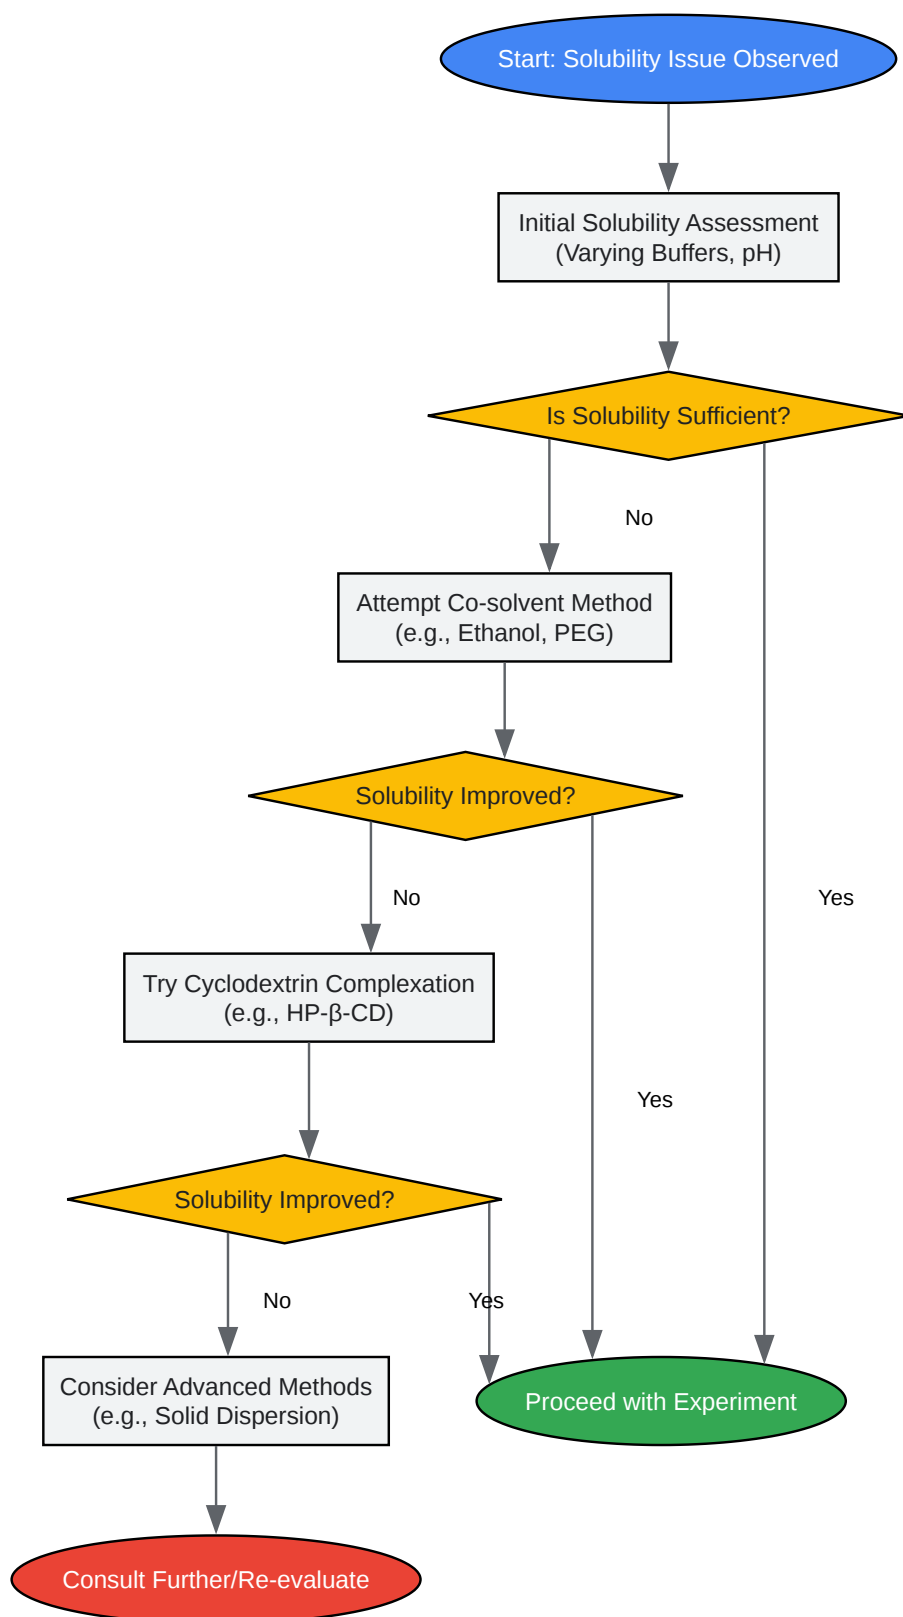 Start: Solubility Issue Observed
Initial Solubility Assessment
(Varying Buffers, pH)
Is Solubility Sufficient?
No
Attempt Co-solvent Method
(e.g., Ethanol, PEG)
Solubility Improved?
No
Yes
Try Cyclodextrin Complexation
(e.g., HP-β-CD)
Yes
Solubility Improved?
No
Yes
Consider Advanced Methods
(e.g., Solid Dispersion)
Proceed with Experiment
Consult Further/Re-evaluate